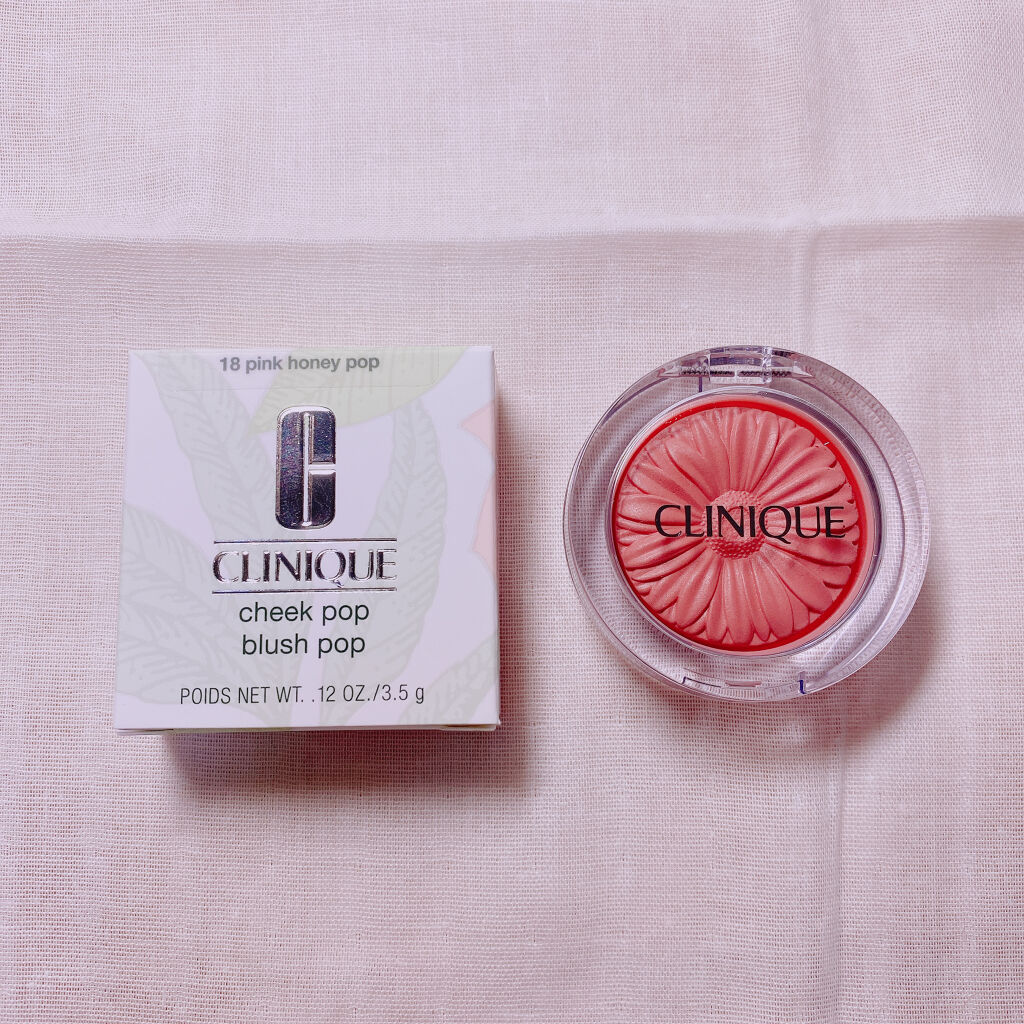 18 pink honey pop
CLINIQUE
cheek pop
blush pop
POIDS NET WT. .12 OZ./3.5 g
CLINIQUE